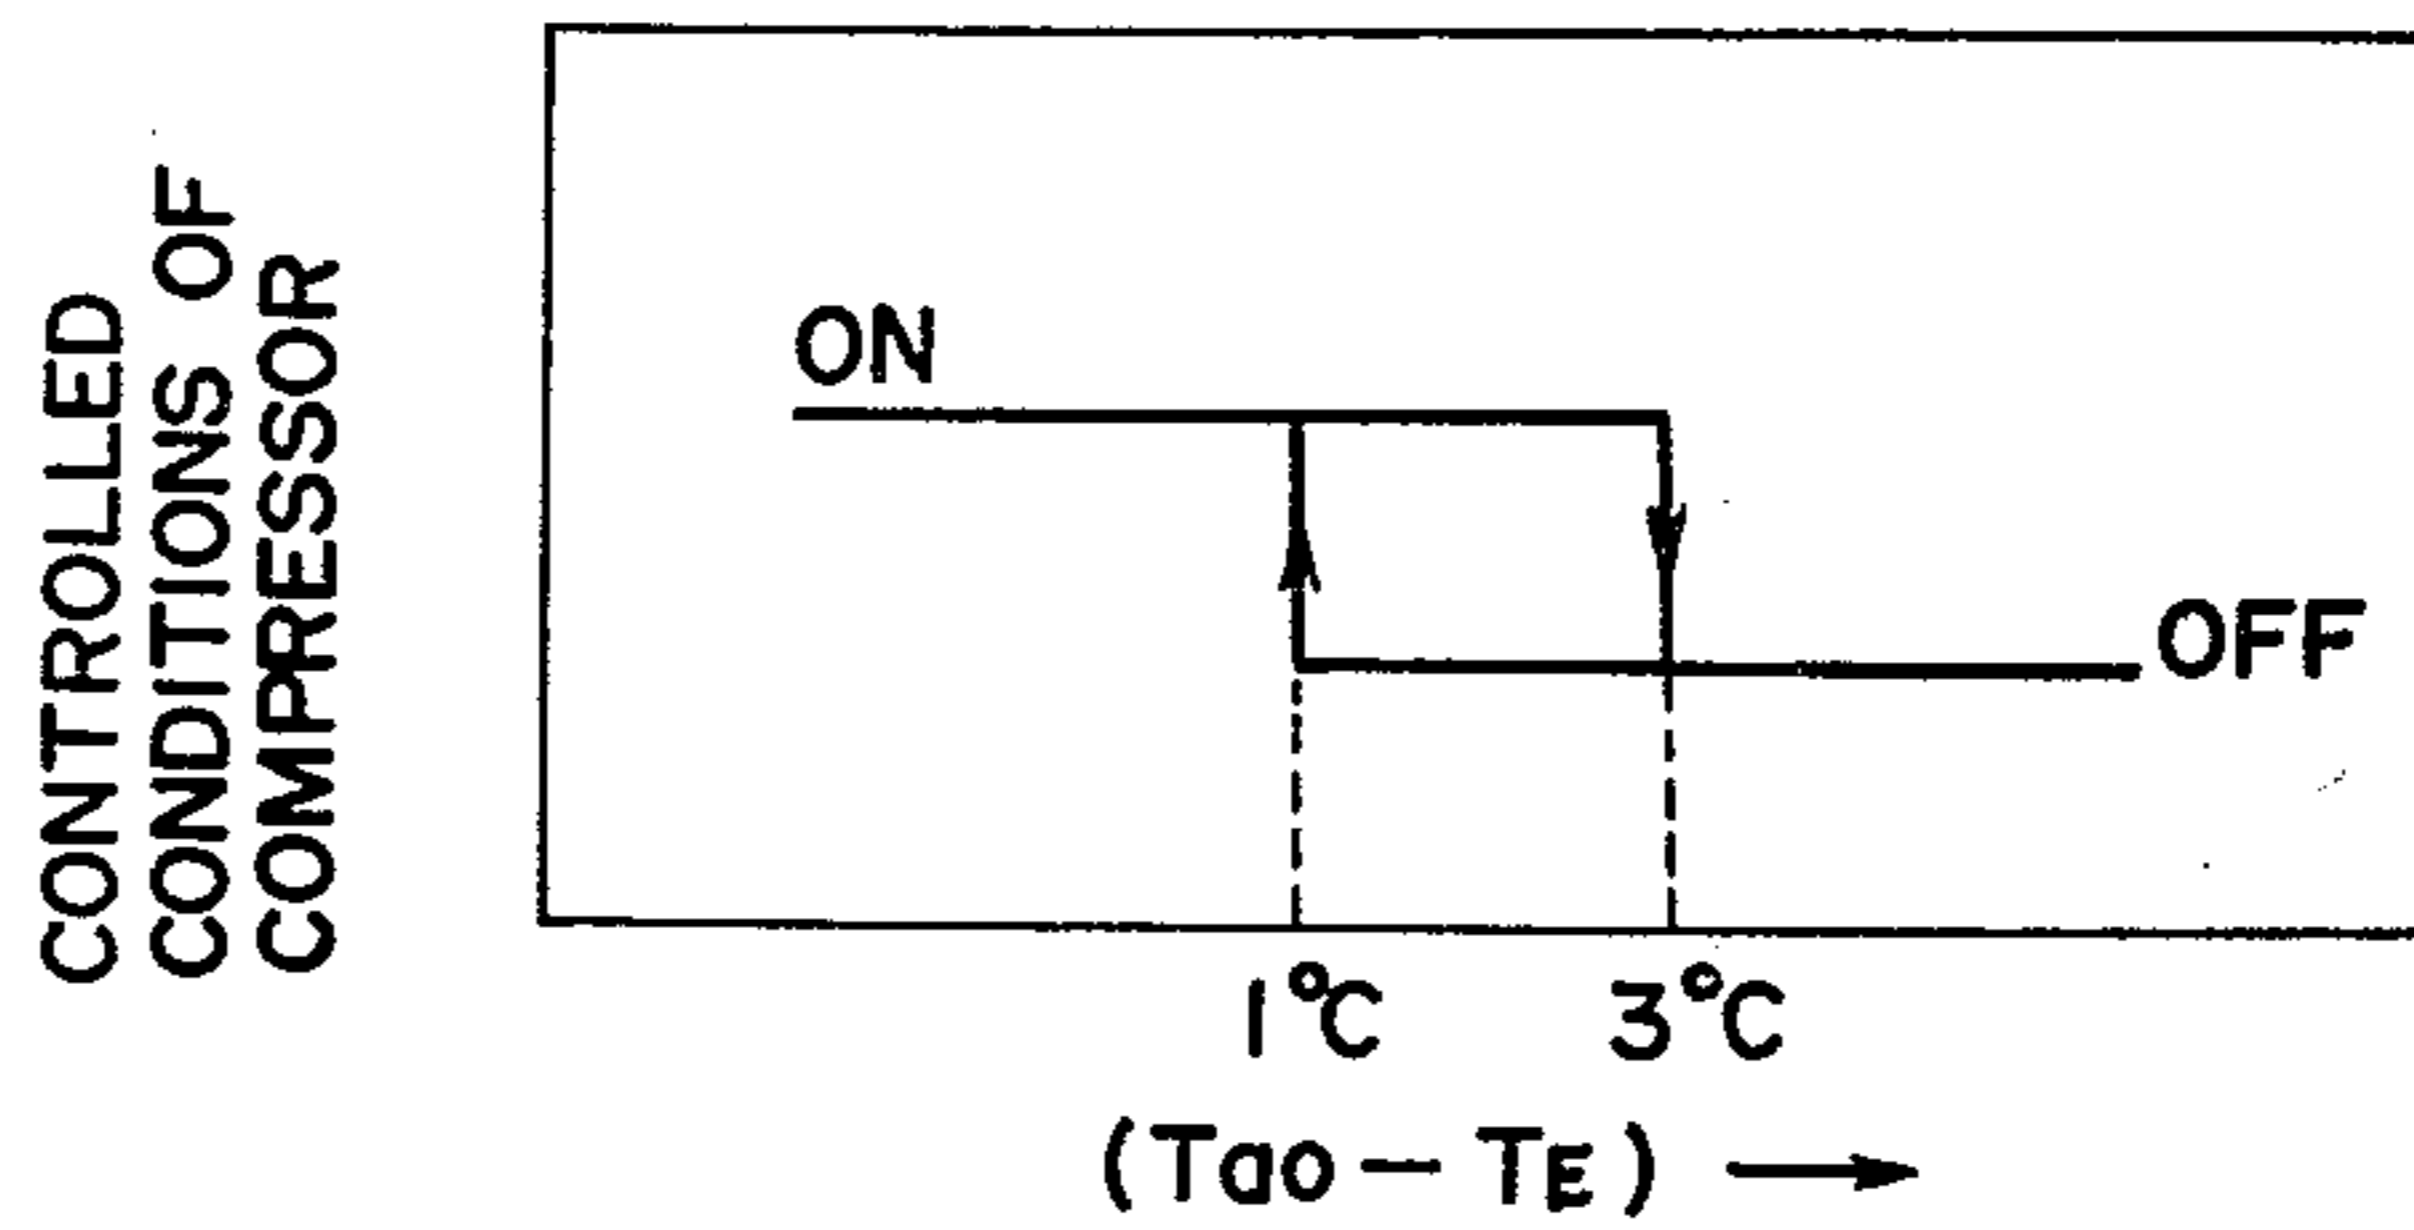 CONTROLLED
CONDITIONS OF
COMPRESSOR
ON
OFF
1°C 3°C
(Tao - TE)